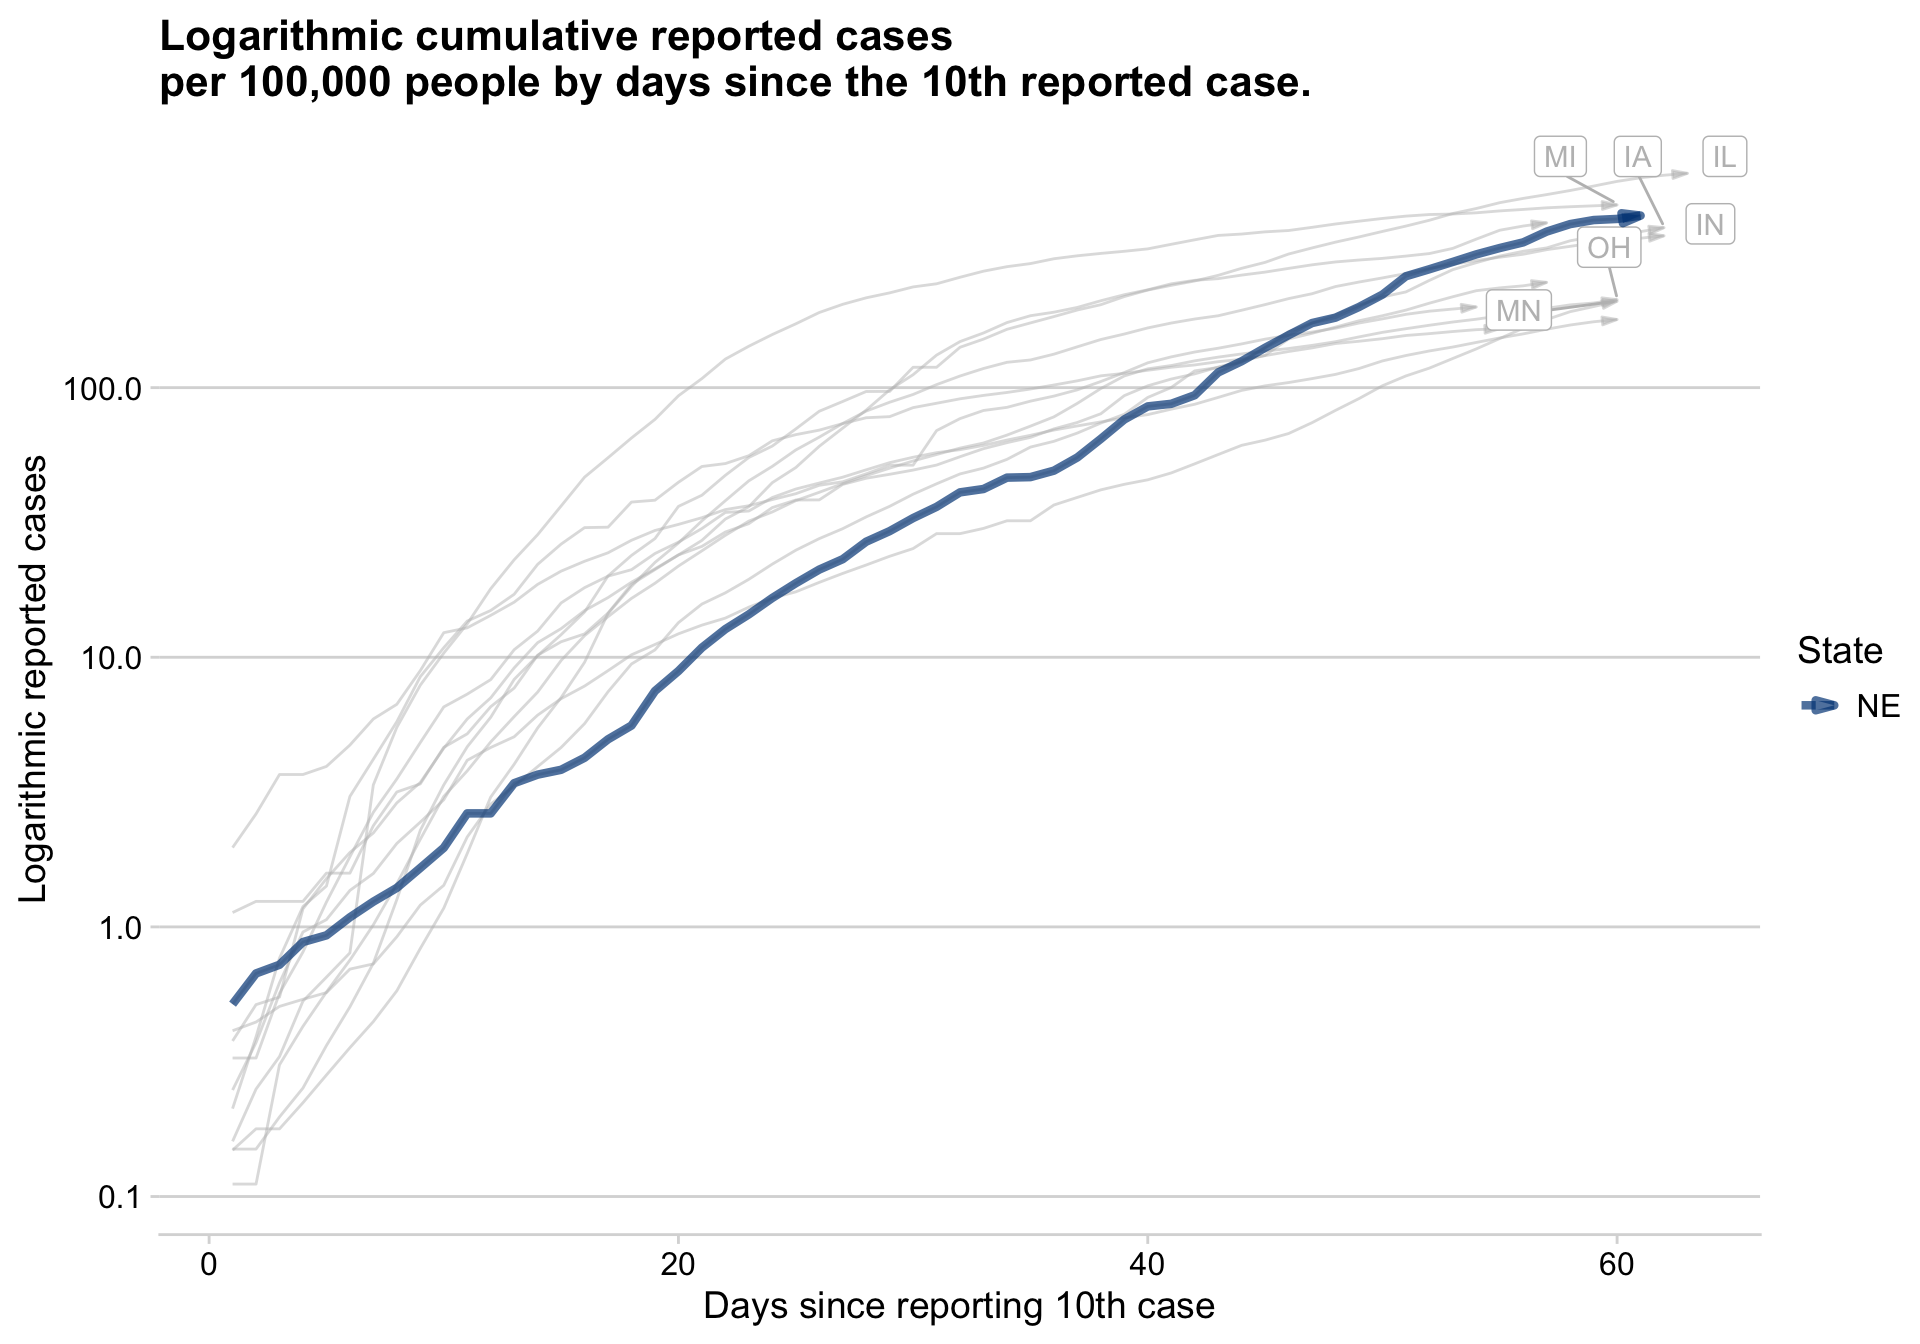 Logarithmic cumulative reported cases
per 100,000 people by days since the 10th reported case.
MI
IA
IL
IN
OH
MN
100.0
10.0
1.0
0.1
Logarithmic reported cases
0
20
40
60
Days since reporting 10th case
State
NE